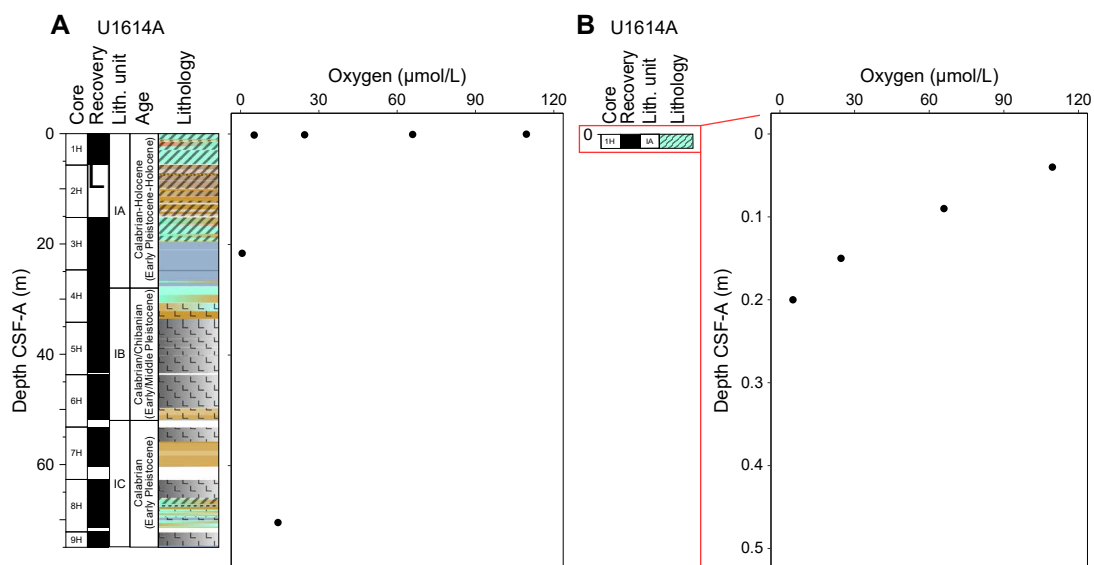 A U1614A
Core
Recovery
Lith. unit
Age
Lithology
Oxygen (µmol/L)
0 30 60 90 120
Depth CSF-A (m)
0
20
40
60
1H
2H
3H
4H
5H
6H
7H
8H
9H
IA
IB
IC
Calabrian-Holocene
(Early Pleistocene-Holocene)
Calabrian/Chibanian
(Early/Middle Pleistocene)
Calabrian
(Early Pleistocene)
B U1614A
Core
Recovery
Lith. unit
Lithology
0
1H
IA
Oxygen (µmol/L)
0 30 60 90 120
Depth CSF-A (m)
0
0.1
0.2
0.3
0.4
0.5